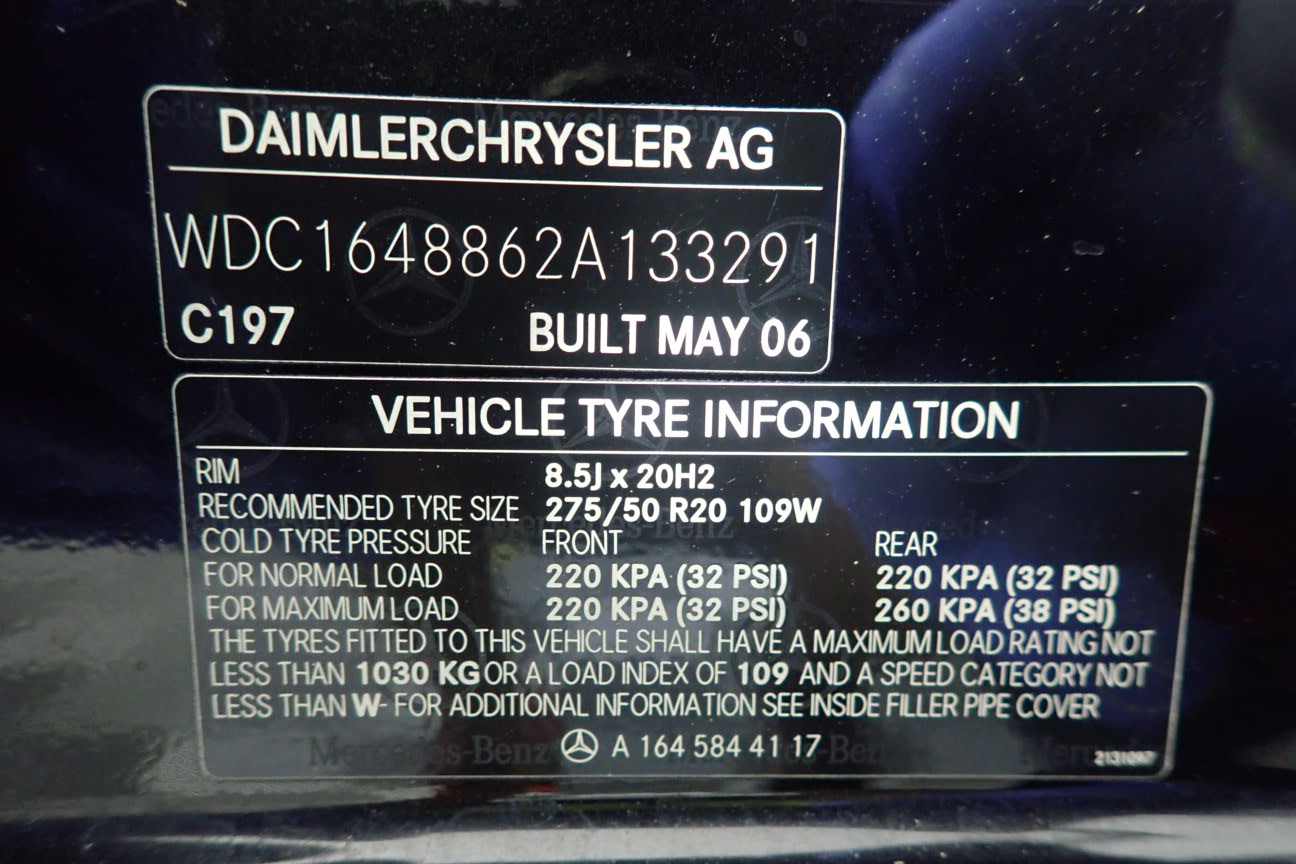 DAIMLERCHRYSLER AG
WDC1648862A133291
C197 BUILT MAY 06
VEHICLE TYRE INFORMATION
RIM 8.5J x 20H2
RECOMMENDED TYRE SIZE 275/50 R20 109W
COLD TYRE PRESSURE FRONT REAR
FOR NORMAL LOAD 220 KPA (32 PSI) 220 KPA (32 PSI)
FOR MAXIMUM LOAD 220 KPA (32 PSI) 260 KPA (38 PSI)
THE TYRES FITTED TO THIS VEHICLE SHALL HAVE A MAXIMUM LOAD RATING NOT
LESS THAN 1030 KG OR A LOAD INDEX OF 109 AND A SPEED CATEGORY NOT
LESS THAN W- FOR ADDITIONAL INFORMATION SEE INSIDE FILLER PIPE COVER
A 164 584 41 17